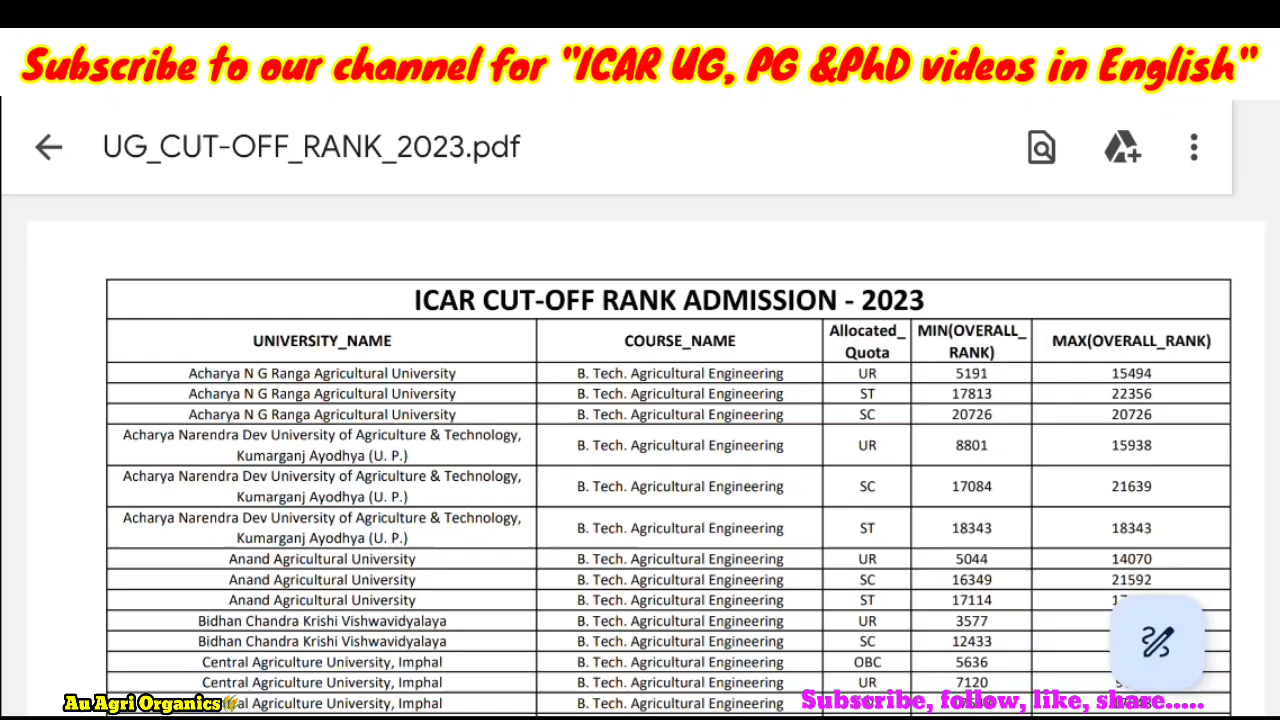 Subscribe to our channel for "ICAR UG, PG &PhD videos in English"
UG_CUT-OFF_RANK_2023.pdf
ICAR CUT-OFF RANK ADMISSION - 2023
UNIVERSITY_NAME COURSE_NAME Allocated_ Quota MIN(OVERALL_ RANK) MAX(OVERALL_RANK)
Acharya N G Ranga Agricultural University B. Tech. Agricultural Engineering UR 5191 15494
Acharya N G Ranga Agricultural University B. Tech. Agricultural Engineering ST 17813 22356
Acharya N G Ranga Agricultural University B. Tech. Agricultural Engineering SC 20726 20726
Acharya Narendra Dev University of Agriculture & Technology,
Kumarganj Ayodhya (U. P.) B. Tech. Agricultural Engineering UR 8801 15938
Acharya Narendra Dev University of Agriculture & Technology,
Kumarganj Ayodhya (U. P.) B. Tech. Agricultural Engineering SC 17084 21639
Acharya Narendra Dev University of Agriculture & Technology,
Kumarganj Ayodhya (U. P.) B. Tech. Agricultural Engineering ST 18343 18343
Anand Agricultural University B. Tech. Agricultural Engineering UR 5044 14070
Anand Agricultural University B. Tech. Agricultural Engineering SC 16349 21592
Anand Agricultural University B. Tech. Agricultural Engineering ST 17114
Bidhan Chandra Krishi Vishwavidyalaya B. Tech. Agricultural Engineering UR 3577
Bidhan Chandra Krishi Vishwavidyalaya B. Tech. Agricultural Engineering SC 12433
Central Agriculture University, Imphal B. Tech. Agricultural Engineering OBC 5636
Central Agriculture University, Imphal B. Tech. Agricultural Engineering UR 7120
Agriculture University, Imphal B. Tech. Agricultural Engineering
Au Agri Organics
Subscribe, follow, like, share.....